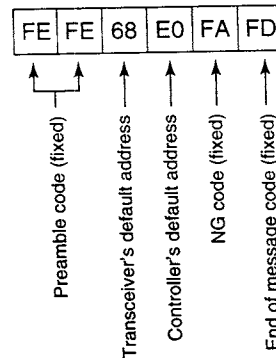 FE FE 68 E0 FA FD
Preamble code (fixed)
Transceiver's default address
Controller's default address
NG code (fixed)
End of message code (fixed)